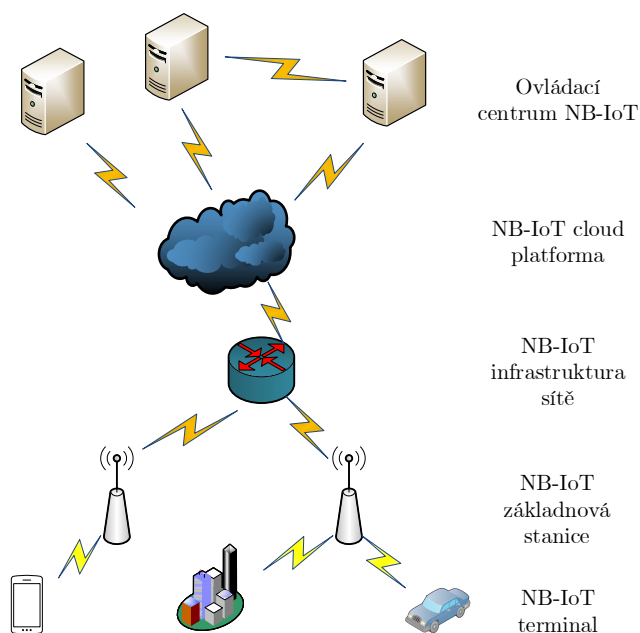 Ovládací
centrum NB-IoT
NB-IoT cloud
platforma
NB-IoT
infrastruktura
sítě
NB-IoT
základnová
stanice
NB-IoT
terminal